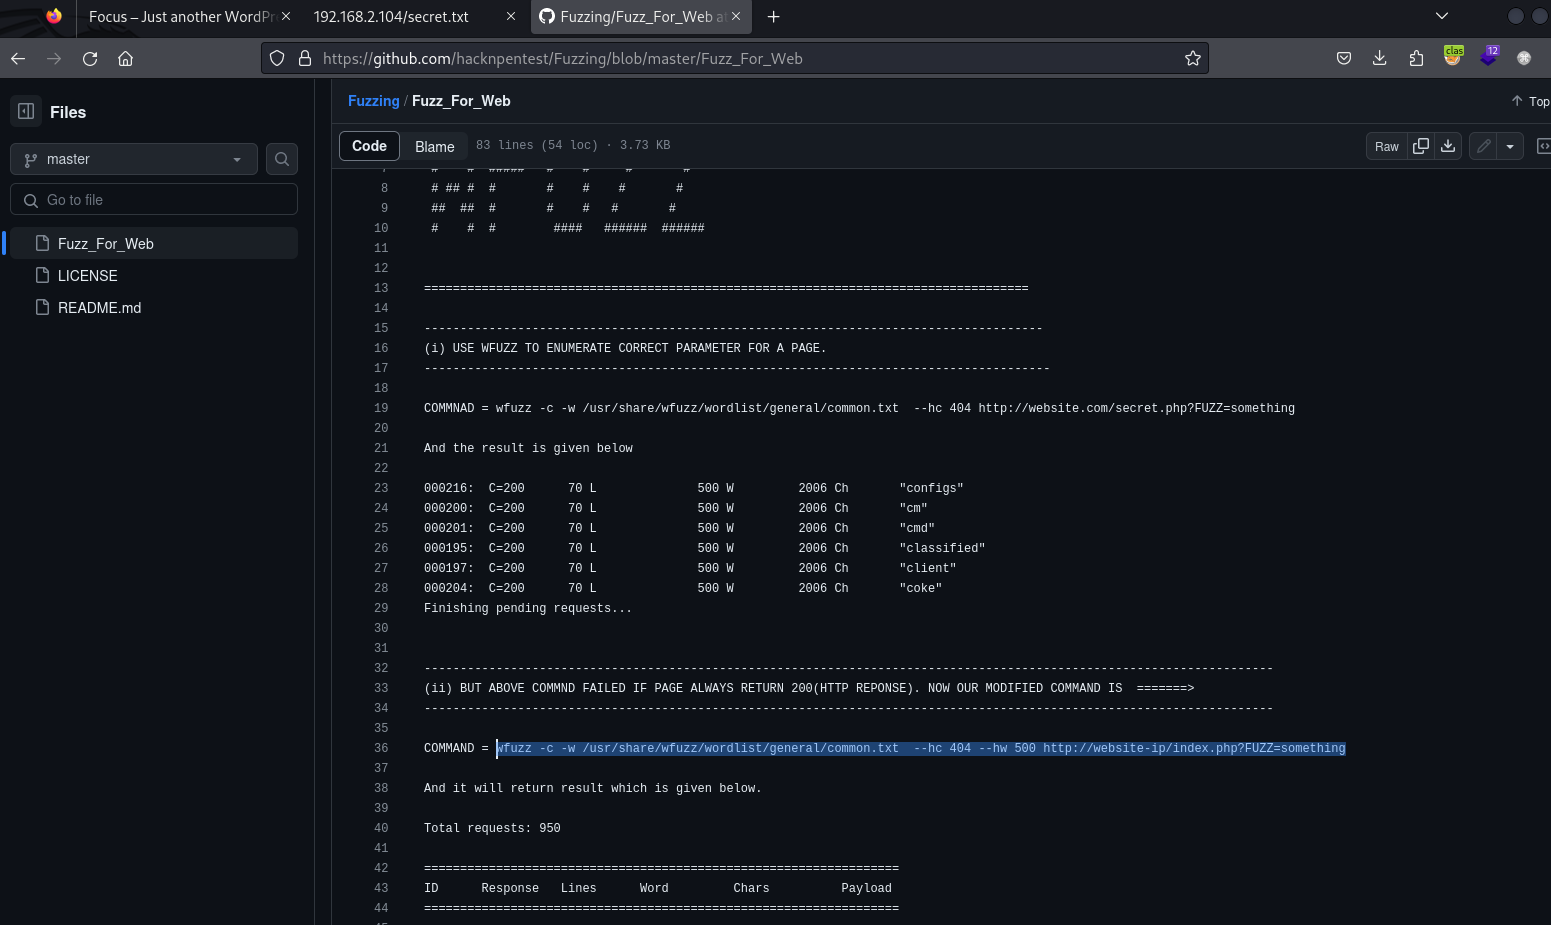 Focus – Just another WordPr
192.168.2.104/secret.txt
Fuzzing/Fuzz_For_Web at
https://github.com/hacknpentest/Fuzzing/blob/master/Fuzz_For_Web
clas
12
Files
master
Go to file
Fuzz_For_Web
LICENSE
README.md
Fuzzing / Fuzz_For_Web
Top
Code Blame 83 lines (54 loc) · 3.73 KB
Raw
7 # # ##### # # # #
8 # ## # # # # # #
9 ## ## # # # # #
10 # # # #### ###### ######
11
12
13 ====================================================================================
14
15 --------------------------------------------------------------------------------------
16 (i) USE WFUZZ TO ENUMERATE CORRECT PARAMETER FOR A PAGE.
17 ---------------------------------------------------------------------------------------
18
19 COMMNAD = wfuzz -c -w /usr/share/wfuzz/wordlist/general/common.txt  --hc 404 http://website.com/secret.php?FUZZ=something
20
21 And the result is given below
22
23 000216:  C=200      70 L              500 W         2006 Ch       "configs"
24 000200:  C=200      70 L              500 W         2006 Ch       "cm"
25 000201:  C=200      70 L              500 W         2006 Ch       "cmd"
26 000195:  C=200      70 L              500 W         2006 Ch       "classified"
27 000197:  C=200      70 L              500 W         2006 Ch       "client"
28 000204:  C=200      70 L              500 W         2006 Ch       "coke"
29 Finishing pending requests...
30
31
32 ----------------------------------------------------------------------------------------------------------------------
33 (ii) BUT ABOVE COMMND FAILED IF PAGE ALWAYS RETURN 200(HTTP REPONSE). NOW OUR MODIFIED COMMAND IS  =======>
34 ----------------------------------------------------------------------------------------------------------------------
35
36 COMMAND = wfuzz -c -w /usr/share/wfuzz/wordlist/general/common.txt  --hc 404 --hw 500 http://website-ip/index.php?FUZZ=something
37
38 And it will return result which is given below.
39
40 Total requests: 950
41
42 ==================================================================
43 ID      Response   Lines      Word         Chars          Payload
44 ==================================================================